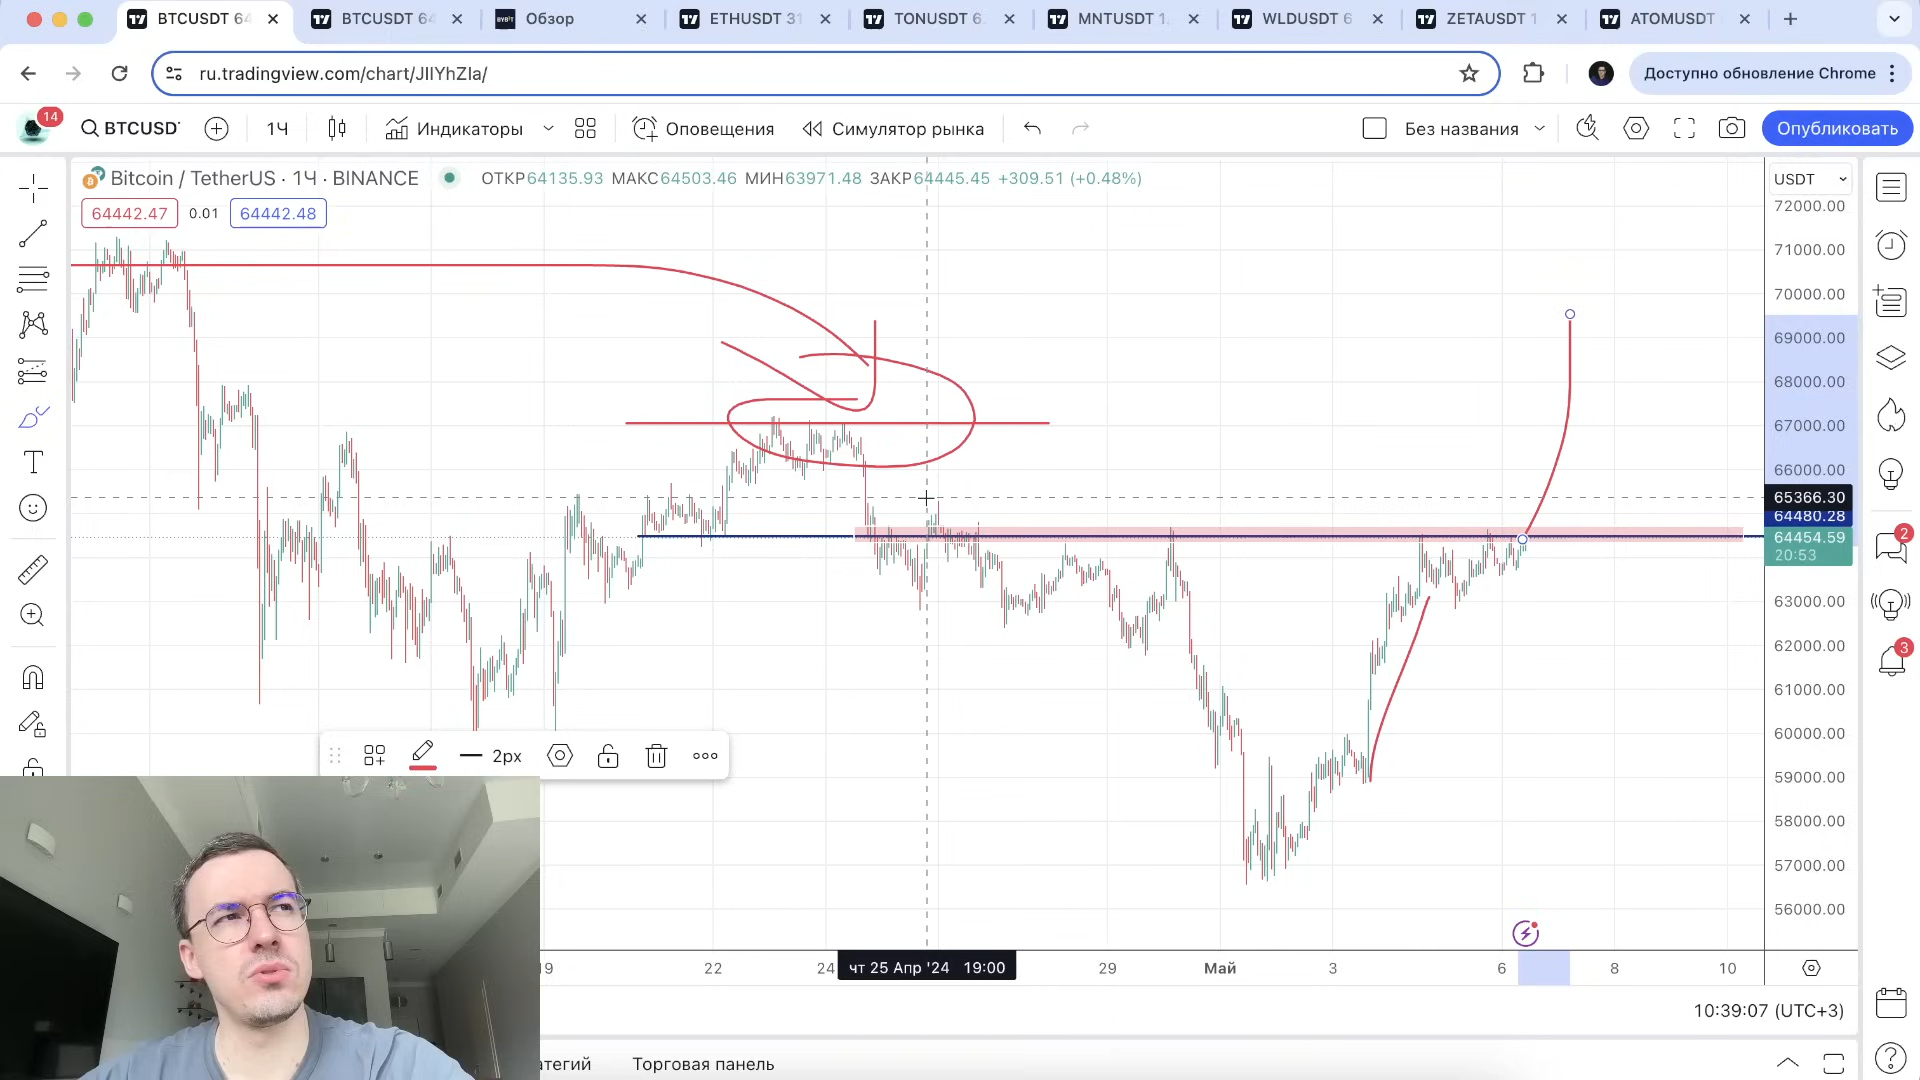 BTCUSDT 64
BTCUSDT 64
BYBIT
Обзор
ETHUSDT 31
TONUSDT 6.
MNTUSDT 1.
WLDUSDT 6
ZETAUSDT 1
ATOMUSDT
ru.tradingview.com/chart/JIIYhZIa/
Доступно обновление Chrome
14
BTCUSD
1Ч
Индикаторы
Оповещения
Симулятор рынка
Без названия
Опубликовать
Bitcoin / TetherUS · 1Ч · BINANCE
ОТКР64135.93 МАКС64503.46 МИН63971.48 ЗАКР64445.45 +309.51 (+0.48%)
USDT
64442.47
0.01
64442.48
72000.00
71000.00
70000.00
69000.00
68000.00
67000.00
66000.00
65366.30
64480.28
64454.59
20:53
63000.00
62000.00
61000.00
60000.00
59000.00
58000.00
57000.00
56000.00
2
3
2px
19
22
24
чт 25 Апр '24 19:00
29
Май
3
6
8
10
10:39:07 (UTC+3)
атегий
Торговая панель